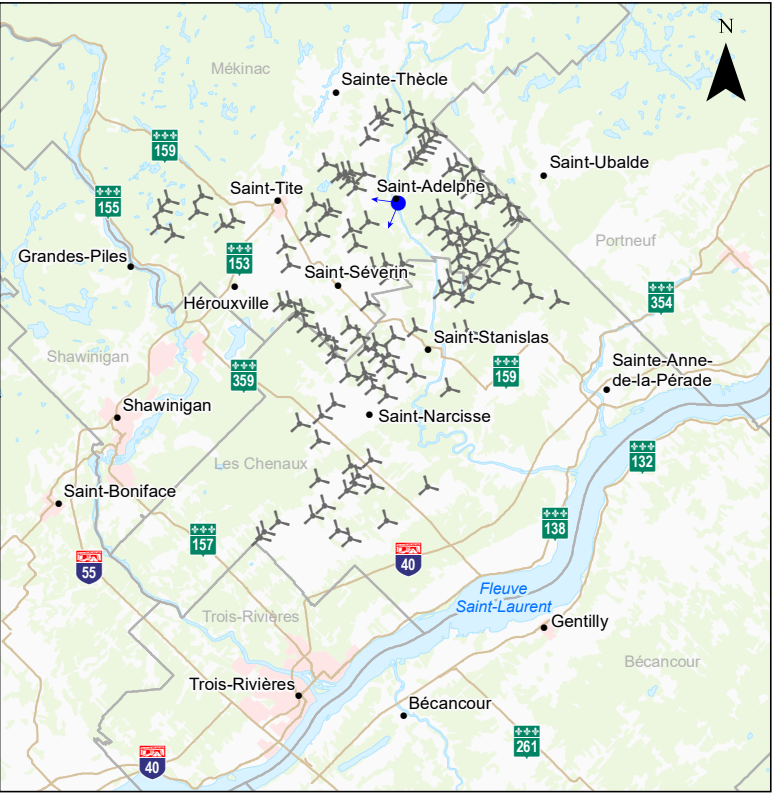 N
Mékinac
Sainte-Thècle
159
Saint-Ubalde
155
Saint-Tite
Saint-Adelphe
Portneuf
Grandes-Piles
153
Saint-Séverin
Hérouxville
354
Shawinigan
Saint-Stanislas
359
159
Sainte-Anne-
de-la-Pérade
Shawinigan
Saint-Narcisse
132
Les Chenaux
Saint-Boniface
138
157
40
55
Fleuve
Saint-Laurent
Trois-Rivières
Gentilly
Bécancour
Trois-Rivières
Bécancour
261
40